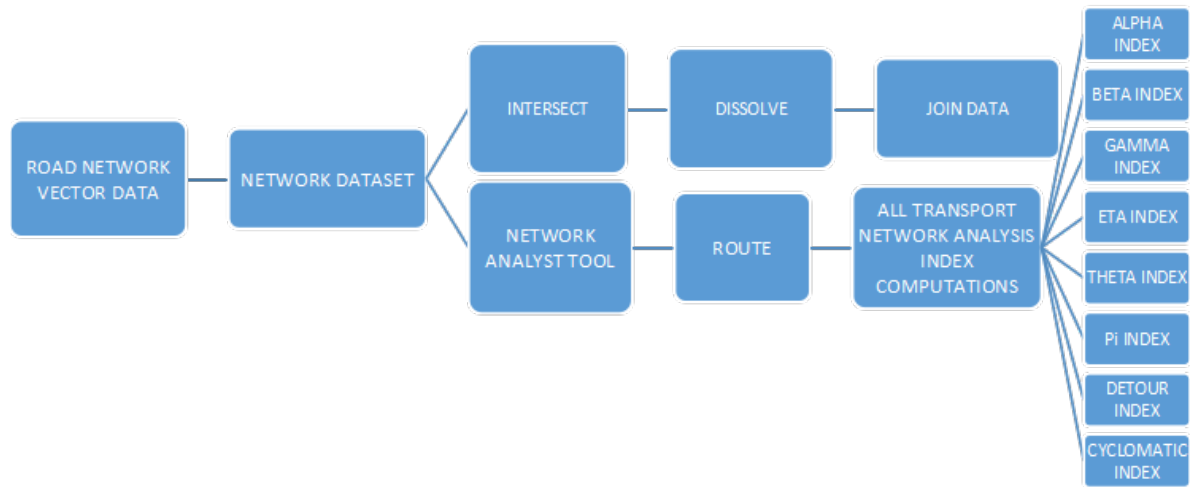 ROAD NETWORK
VECTOR DATA
NETWORK DATASET
INTERSECT
DISSOLVE
JOIN DATA
NETWORK
ANALYST TOOL
ROUTE
ALL TRANSPORT
NETWORK ANALYSIS
INDEX
COMPUTATIONS
ALPHA
INDEX
BETA INDEX
GAMMA
INDEX
ETA INDEX
THETA INDEX
Pi INDEX
DETOUR
INDEX
CYCLOMATIC
INDEX